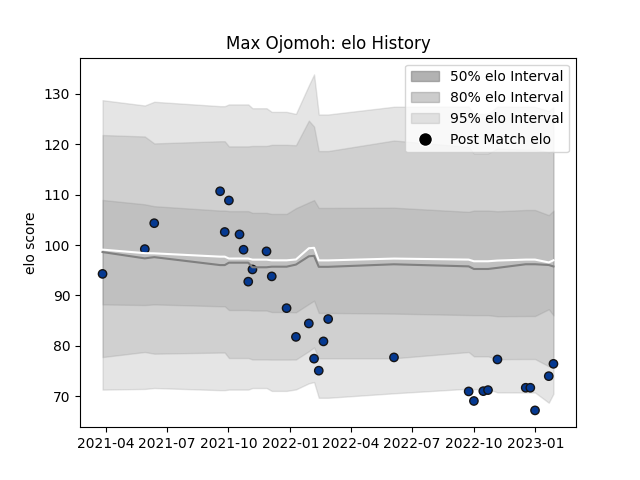 Max Ojomoh: elo History
50% elo Interval
80% elo Interval
95% elo Interval
Post Match elo
elo score
130
120
110
100
90
80
70
2021-04 2021-07 2021-10 2022-01 2022-04 2022-07 2022-10 2023-01